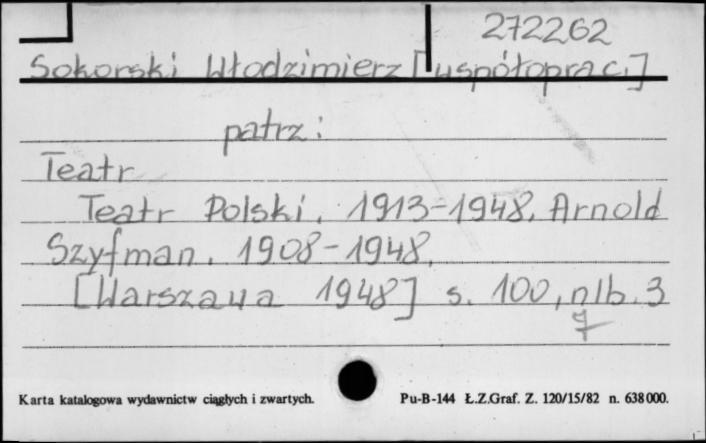 272262
Sokorski Włodzimierz [współoprac.]
patrz:
Teatr
Teatr Polski. 1913-1948. Arnold
Szyfman. 1908-1948.
[Warszawa 1948] s. 100, nlb. 3
7
Karta katalogowa wydawnictw ciągłych i zwartych. Pu-B-144 Ł.Z.Graf. Z. 120/15/82 n. 638000.